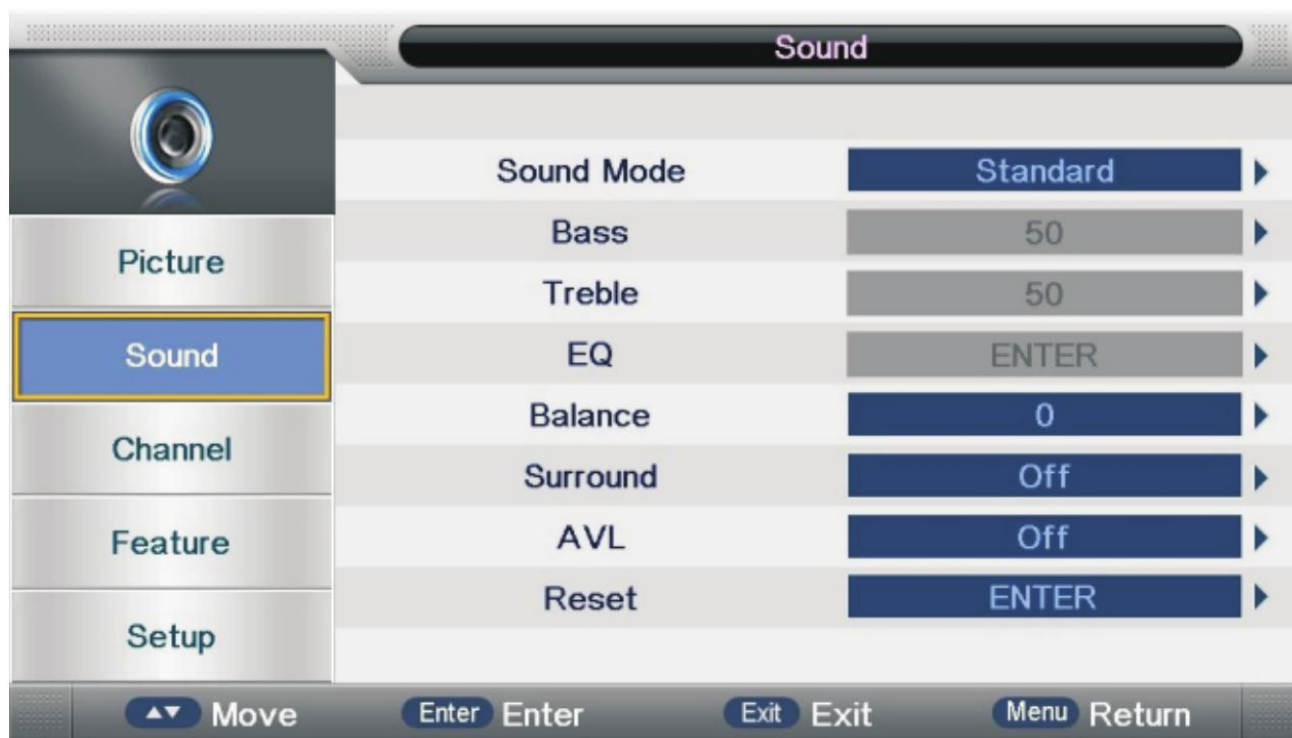 Sound
Sound Mode Standard
Bass 50
Treble 50
EQ ENTER
Balance 0
Surround Off
AVL Off
Reset ENTER
Picture
Sound
Channel
Feature
Setup
Move Enter Enter Exit Exit Menu Return